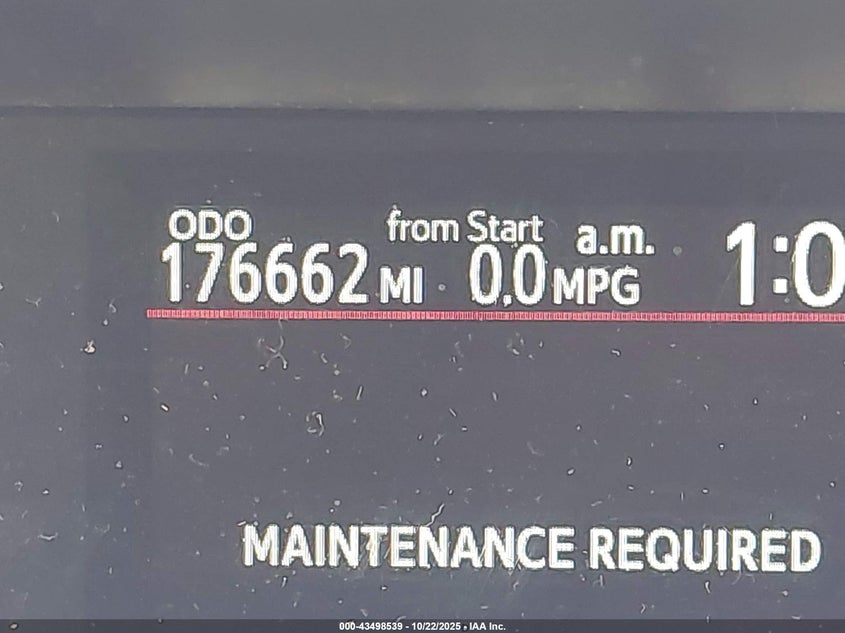 ODO from Start a.m. 1:0
176662 MI 0.0 MPG
MAINTENANCE REQUIRED
000-43498539 - 10/22/2025 - IAA Inc.